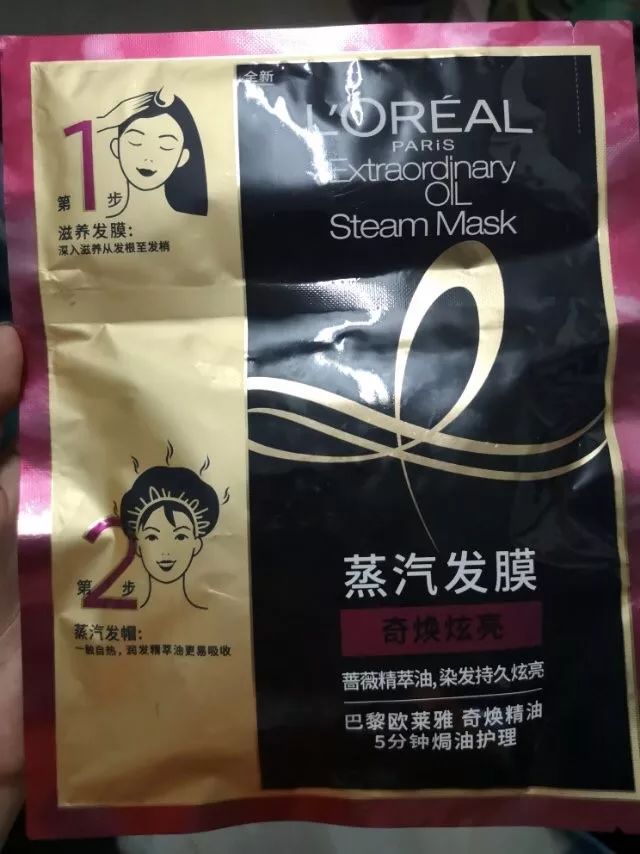 全新
L'ORÉAL
PARiS
Extraordinary
OIL
Steam Mask
第1步
滋养发膜：
深入滋养从发根至发梢
第2步
蒸汽发帽：
一触自热，润发精萃油更易吸收
蒸汽发膜
奇焕炫亮
蔷薇精萃油，染发持久炫亮
巴黎欧莱雅 奇焕精油
5分钟焗油护理